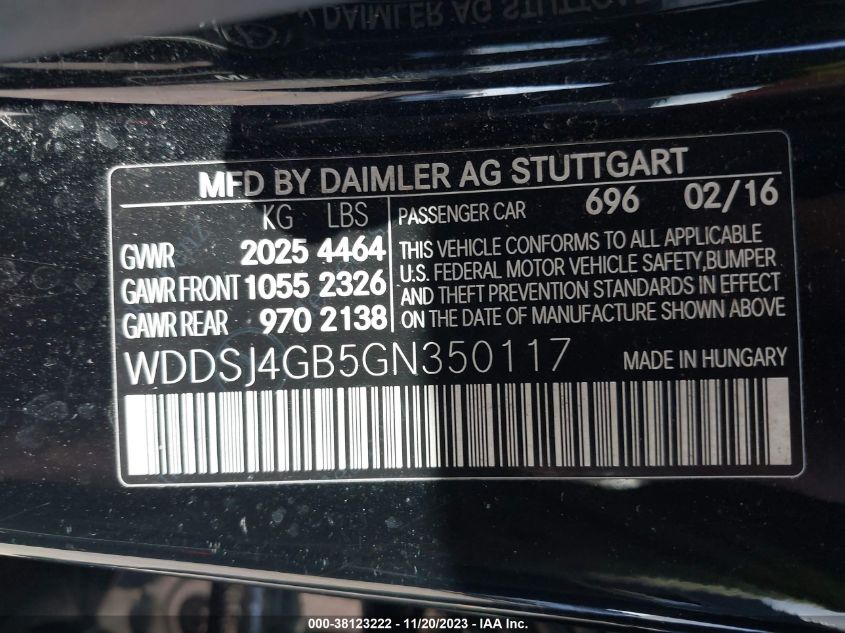 MFD BY DAIMLER AG STUTTGART
KG LBS
GVWR 2025 4464
GAWR FRONT 1055 2326
GAWR REAR 970 2138
PASSENGER CAR 696 02/16
THIS VEHICLE CONFORMS TO ALL APPLICABLE
U.S. FEDERAL MOTOR VEHICLE SAFETY,BUMPER
AND THEFT PREVENTION STANDARDS IN EFFECT
ON THE DATE OF MANUFACTURE SHOWN ABOVE
WDDSJ4GB5GN350117 MADE IN HUNGARY
000-38123222 - 11/20/2023 - IAAI.com